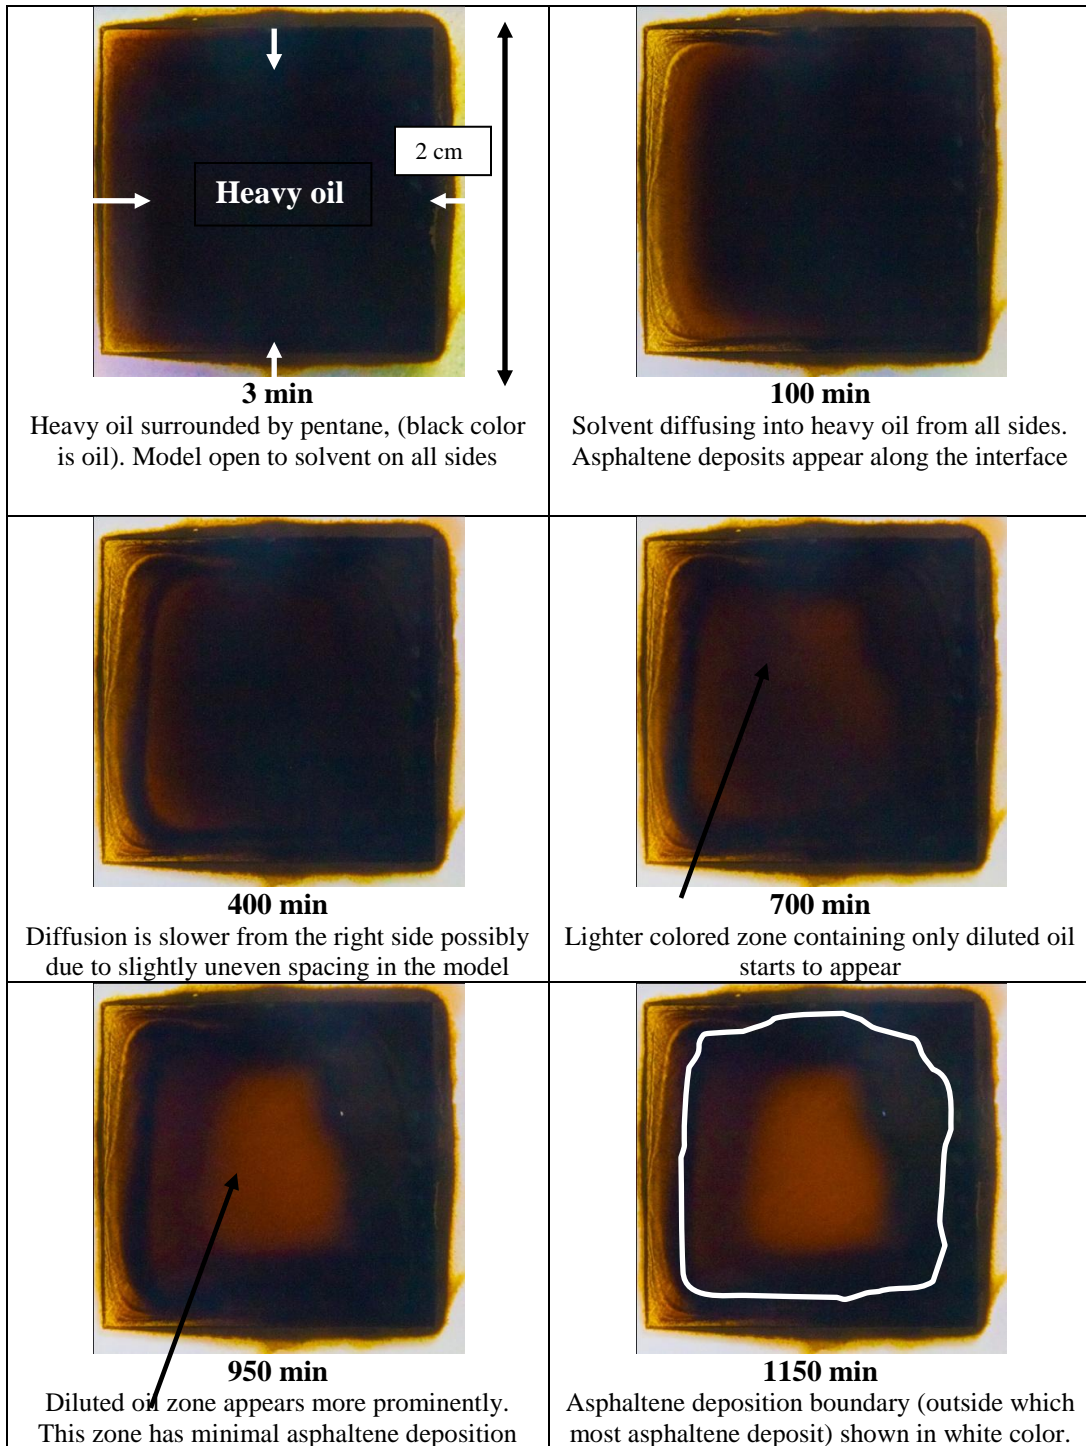 2 cm
Heavy oil
3 min
Heavy oil surrounded by pentane, (black color
is oil). Model open to solvent on all sides
100 min
Solvent diffusing into heavy oil from all sides.
Asphaltene deposits appear along the interface
400 min
Diffusion is slower from the right side possibly
due to slightly uneven spacing in the model
700 min
Lighter colored zone containing only diluted oil
starts to appear
950 min
Diluted oil zone appears more prominently.
This zone has minimal asphaltene deposition
1150 min
Asphaltene deposition boundary (outside which
most asphaltene deposit) shown in white color.